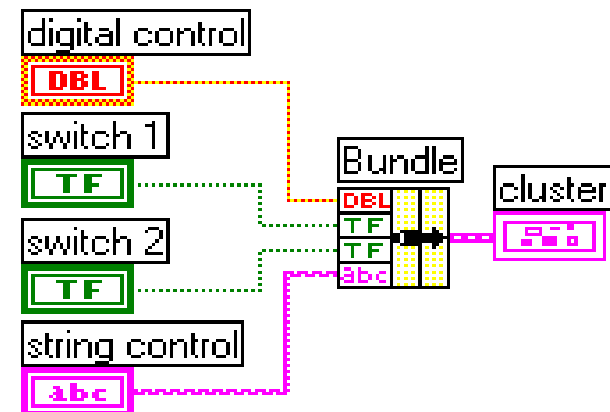 digital control
DBL
switch 1
TF
switch 2
TF
string control
abc
Bundle
DBL
TF
TF
abc
cluster